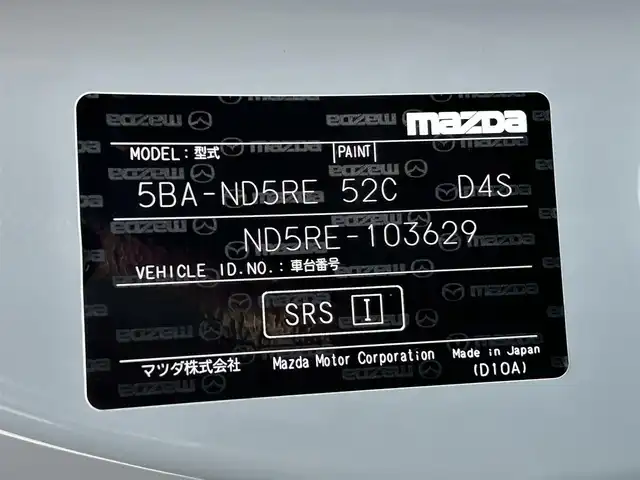 mazda
MODEL:型式 PAINT
5BA-ND5RE 52C D4S
ND5RE-103629
VEHICLE ID.NO.:車台番号
SRS I
マツダ株式会社 Mazda Motor Corporation Made in Japan
(D10A)